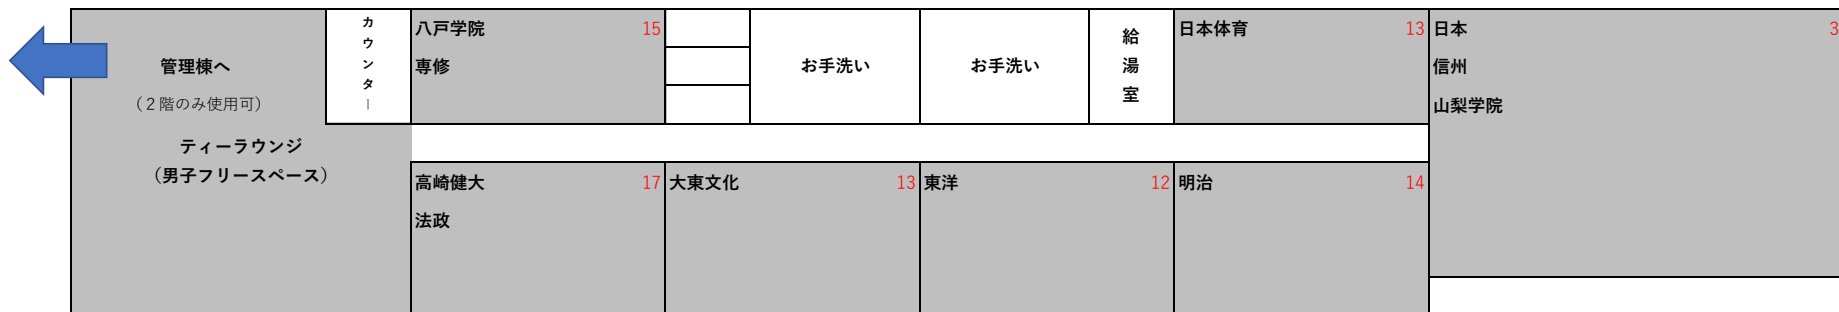 管理棟へ
（２階のみ使用可）
カウンター
八戸学院 15
専修
お手洗い
お手洗い
給湯室
日本体育 13
日本 3
信州
山梨学院
ティーラウンジ
（男子フリースペース）
高崎健大 17
法政
大東文化 13
東洋 12
明治 14